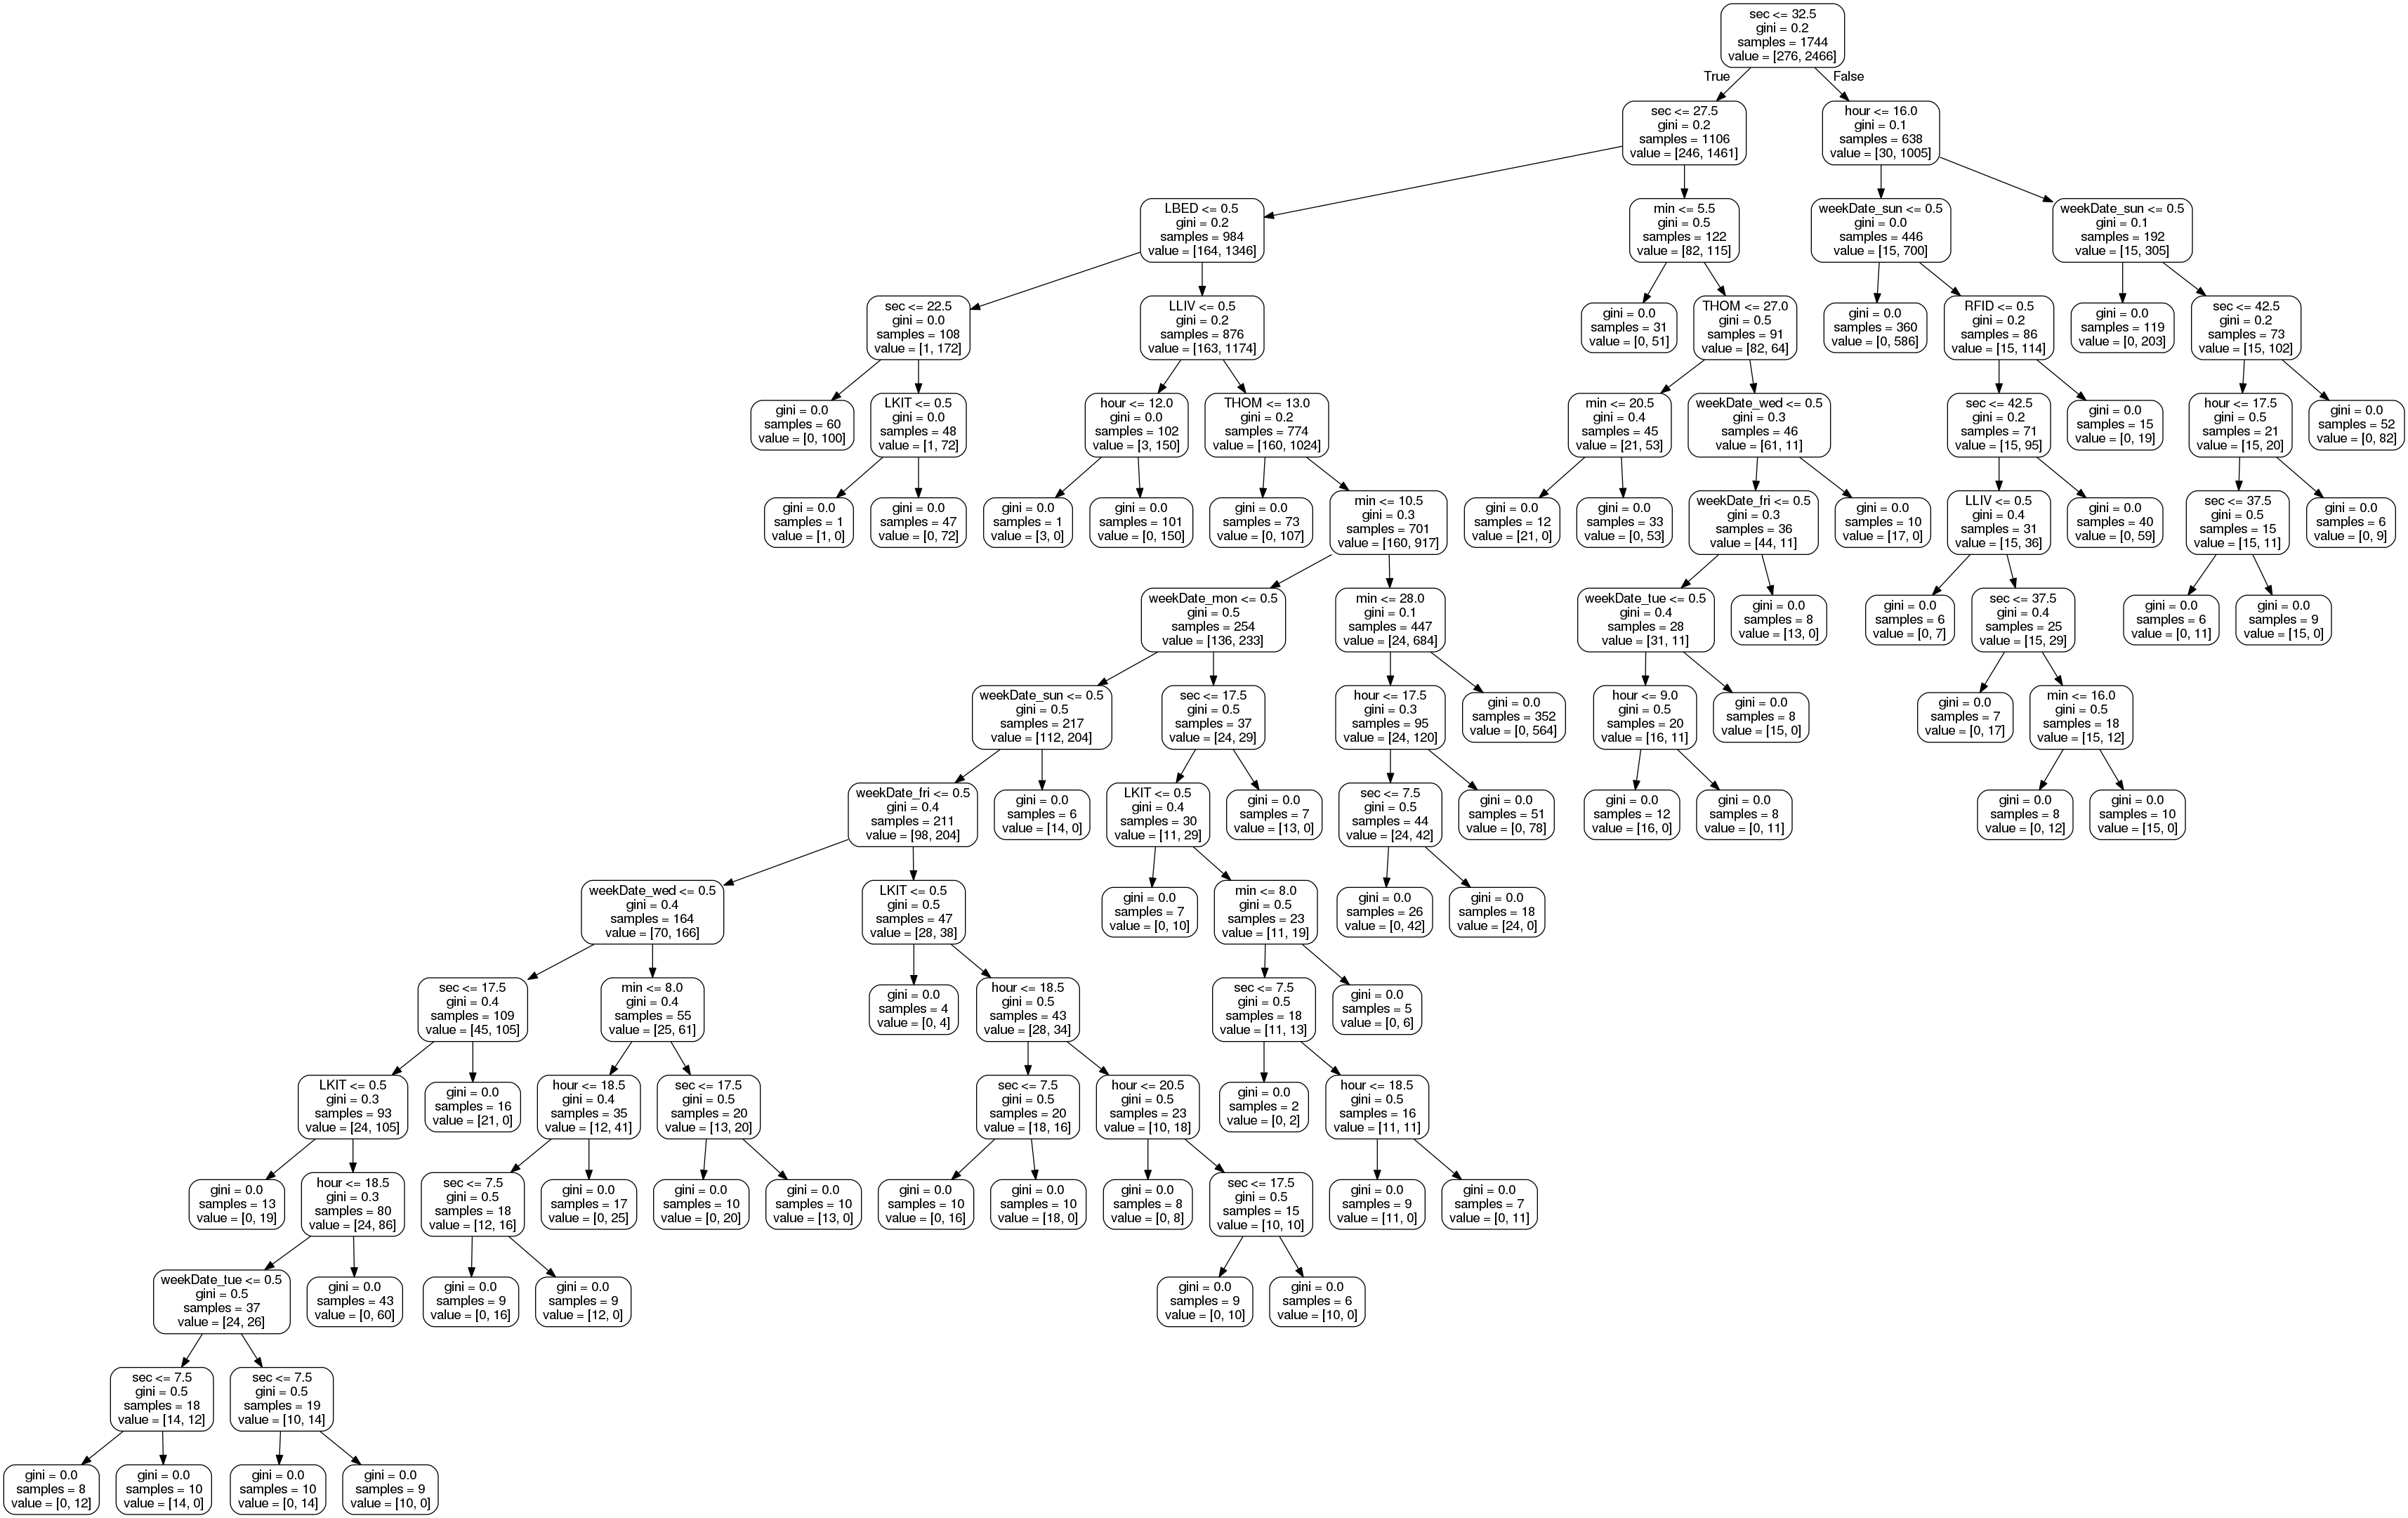 sec <= 32.5
gini = 0.2
samples = 1744
value = [276, 2466]
True
False
sec <= 27.5
gini = 0.2
samples = 1106
value = [246, 1461]
hour <= 16.0
gini = 0.1
samples = 638
value = [30, 1005]
LBED <= 0.5
gini = 0.2
samples = 984
value = [164, 1346]
min <= 5.5
gini = 0.5
samples = 122
value = [82, 115]
weekDate_sun <= 0.5
gini = 0.0
samples = 446
value = [15, 700]
weekDate_sun <= 0.5
gini = 0.1
samples = 192
value = [15, 305]
sec <= 22.5
gini = 0.0
samples = 108
value = [1, 172]
LLIV <= 0.5
gini = 0.2
samples = 876
value = [163, 1174]
gini = 0.0
samples = 31
value = [0, 51]
THOM <= 27.0
gini = 0.5
samples = 91
value = [82, 64]
gini = 0.0
samples = 360
value = [0, 586]
RFID <= 0.5
gini = 0.2
samples = 86
value = [15, 114]
gini = 0.0
samples = 119
value = [0, 203]
sec <= 42.5
gini = 0.2
samples = 73
value = [15, 102]
gini = 0.0
samples = 60
value = [0, 100]
LKIT <= 0.5
gini = 0.0
samples = 48
value = [1, 72]
hour <= 12.0
gini = 0.0
samples = 102
value = [3, 150]
THOM <= 13.0
gini = 0.2
samples = 774
value = [160, 1024]
min <= 20.5
gini = 0.4
samples = 45
value = [21, 53]
weekDate_wed <= 0.5
gini = 0.3
samples = 46
value = [61, 11]
sec <= 42.5
gini = 0.2
samples = 71
value = [15, 95]
gini = 0.0
samples = 15
value = [0, 19]
hour <= 17.5
gini = 0.5
samples = 21
value = [15, 20]
gini = 0.0
samples = 52
value = [0, 82]
gini = 0.0
samples = 1
value = [1, 0]
gini = 0.0
samples = 47
value = [0, 72]
gini = 0.0
samples = 1
value = [3, 0]
gini = 0.0
samples = 101
value = [0, 150]
gini = 0.0
samples = 73
value = [0, 107]
min <= 10.5
gini = 0.3
samples = 701
value = [160, 917]
gini = 0.0
samples = 12
value = [21, 0]
gini = 0.0
samples = 33
value = [0, 53]
weekDate_fri <= 0.5
gini = 0.3
samples = 36
value = [44, 11]
gini = 0.0
samples = 10
value = [17, 0]
LLIV <= 0.5
gini = 0.4
samples = 31
value = [15, 36]
gini = 0.0
samples = 40
value = [0, 59]
sec <= 37.5
gini = 0.5
samples = 15
value = [15, 11]
gini = 0.0
samples = 6
value = [0, 9]
weekDate_mon <= 0.5
gini = 0.5
samples = 254
value = [136, 233]
min <= 28.0
gini = 0.1
samples = 447
value = [24, 684]
weekDate_tue <= 0.5
gini = 0.4
samples = 28
value = [31, 11]
gini = 0.0
samples = 8
value = [13, 0]
gini = 0.0
samples = 6
value = [0, 7]
sec <= 37.5
gini = 0.4
samples = 25
value = [15, 29]
gini = 0.0
samples = 6
value = [0, 11]
gini = 0.0
samples = 9
value = [15, 0]
weekDate_sun <= 0.5
gini = 0.5
samples = 217
value = [112, 204]
sec <= 17.5
gini = 0.5
samples = 37
value = [24, 29]
hour <= 17.5
gini = 0.3
samples = 95
value = [24, 120]
gini = 0.0
samples = 352
value = [0, 564]
hour <= 9.0
gini = 0.5
samples = 20
value = [16, 11]
gini = 0.0
samples = 8
value = [15, 0]
gini = 0.0
samples = 7
value = [0, 17]
min <= 16.0
gini = 0.5
samples = 18
value = [15, 12]
weekDate_fri <= 0.5
gini = 0.4
samples = 211
value = [98, 204]
gini = 0.0
samples = 6
value = [14, 0]
LKIT <= 0.5
gini = 0.4
samples = 30
value = [11, 29]
gini = 0.0
samples = 7
value = [13, 0]
sec <= 7.5
gini = 0.5
samples = 44
value = [24, 42]
gini = 0.0
samples = 51
value = [0, 78]
gini = 0.0
samples = 12
value = [16, 0]
gini = 0.0
samples = 8
value = [0, 11]
gini = 0.0
samples = 8
value = [0, 12]
gini = 0.0
samples = 10
value = [15, 0]
weekDate_wed <= 0.5
gini = 0.4
samples = 164
value = [70, 166]
LKIT <= 0.5
gini = 0.5
samples = 47
value = [28, 38]
gini = 0.0
samples = 7
value = [0, 10]
min <= 8.0
gini = 0.5
samples = 23
value = [11, 19]
gini = 0.0
samples = 26
value = [0, 42]
gini = 0.0
samples = 18
value = [24, 0]
sec <= 17.5
gini = 0.4
samples = 109
value = [45, 105]
min <= 8.0
gini = 0.4
samples = 55
value = [25, 61]
gini = 0.0
samples = 4
value = [0, 4]
hour <= 18.5
gini = 0.5
samples = 43
value = [28, 34]
sec <= 7.5
gini = 0.5
samples = 18
value = [11, 13]
gini = 0.0
samples = 5
value = [0, 6]
LKIT <= 0.5
gini = 0.3
samples = 93
value = [24, 105]
gini = 0.0
samples = 16
value = [21, 0]
hour <= 18.5
gini = 0.4
samples = 35
value = [12, 41]
sec <= 17.5
gini = 0.5
samples = 20
value = [13, 20]
sec <= 7.5
gini = 0.5
samples = 20
value = [18, 16]
hour <= 20.5
gini = 0.5
samples = 23
value = [10, 18]
gini = 0.0
samples = 2
value = [0, 2]
hour <= 18.5
gini = 0.5
samples = 16
value = [11, 11]
gini = 0.0
samples = 13
value = [0, 19]
hour <= 18.5
gini = 0.3
samples = 80
value = [24, 86]
sec <= 7.5
gini = 0.5
samples = 18
value = [12, 16]
gini = 0.0
samples = 17
value = [0, 25]
gini = 0.0
samples = 10
value = [0, 20]
gini = 0.0
samples = 10
value = [13, 0]
gini = 0.0
samples = 10
value = [0, 16]
gini = 0.0
samples = 10
value = [18, 0]
gini = 0.0
samples = 8
value = [0, 8]
sec <= 17.5
gini = 0.5
samples = 15
value = [10, 10]
gini = 0.0
samples = 9
value = [11, 0]
gini = 0.0
samples = 7
value = [0, 11]
weekDate_tue <= 0.5
gini = 0.5
samples = 37
value = [24, 26]
gini = 0.0
samples = 43
value = [0, 60]
gini = 0.0
samples = 9
value = [0, 16]
gini = 0.0
samples = 9
value = [12, 0]
gini = 0.0
samples = 9
value = [0, 10]
gini = 0.0
samples = 6
value = [10, 0]
sec <= 7.5
gini = 0.5
samples = 18
value = [14, 12]
sec <= 7.5
gini = 0.5
samples = 19
value = [10, 14]
gini = 0.0
samples = 8
value = [0, 12]
gini = 0.0
samples = 10
value = [14, 0]
gini = 0.0
samples = 10
value = [0, 14]
gini = 0.0
samples = 9
value = [10, 0]